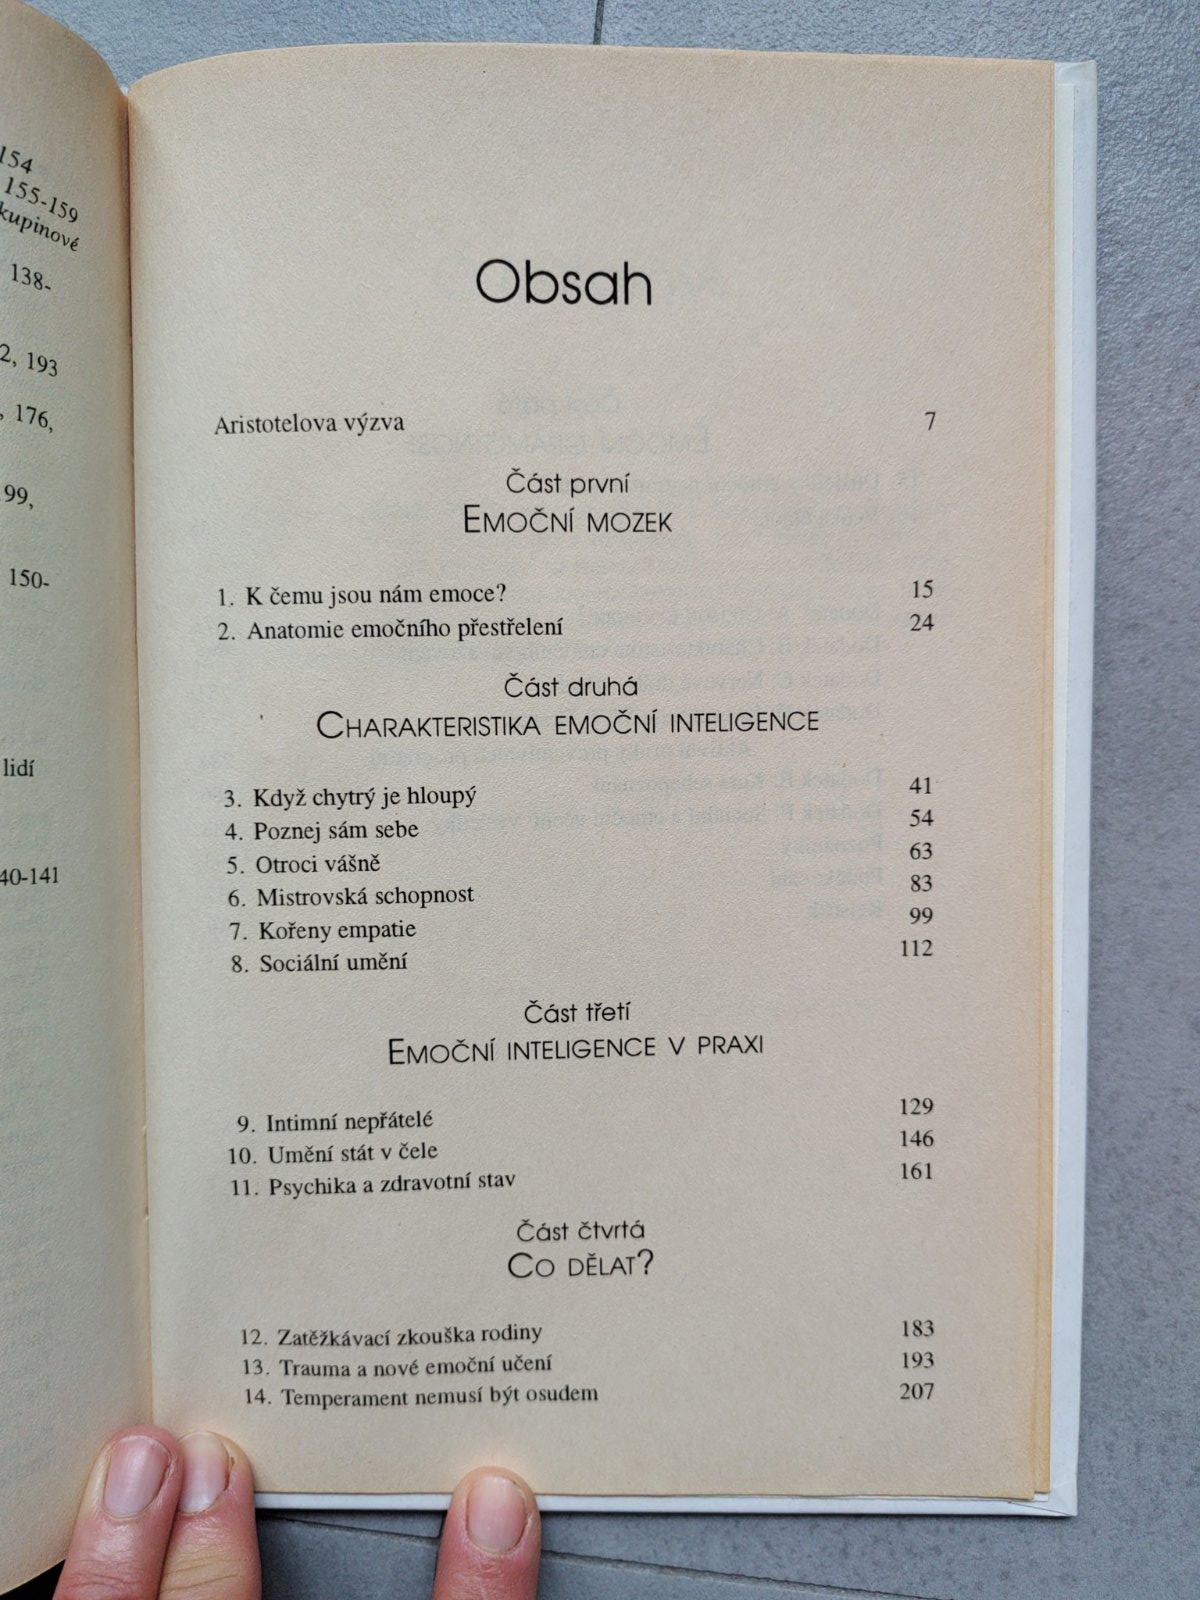 154
155-159
kupinové
138-
2, 193
176,
99,
150-
lidí
40-141
Obsah
Aristotelova výzva 7
Část první
EMOČNÍ MOZEK
1. K čemu jsou nám emoce? 15
2. Anatomie emočního přestřelení 24
Část druhá
CHARAKTERISTIKA EMOČNÍ INTELIGENCE
3. Když chytrý je hloupý 41
4. Poznej sám sebe 54
5. Otroci vášně 63
6. Mistrovská schopnost 83
7. Kořeny empatie 99
8. Sociální umění 112
Část třetí
EMOČNÍ INTELIGENCE V PRAXI
9. Intimní nepřátelé 129
10. Umění stát v čele 146
11. Psychika a zdravotní stav 161
Část čtvrtá
CO DĚLAT?
12. Zatěžkávací zkouška rodiny 183
13. Trauma a nové emoční učení 193
14. Temperament nemusí být osudem 207